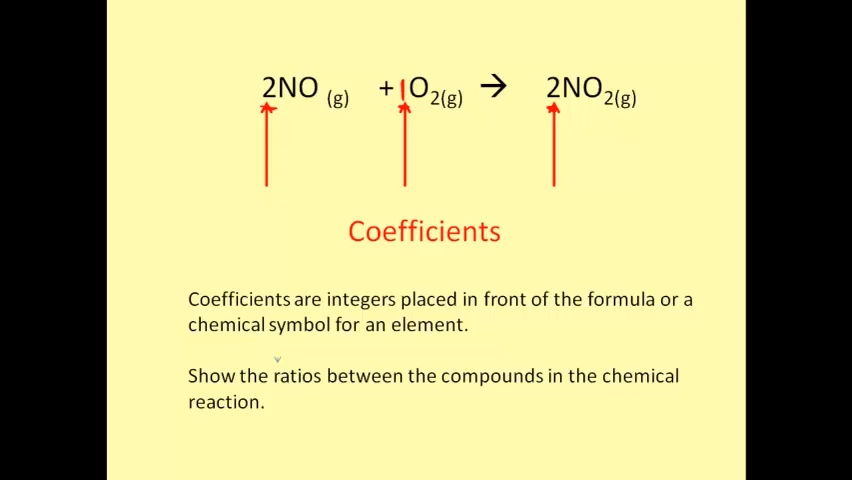 2NO (g) + 1O2(g) → 2NO2(g)
Coefficients
Coefficients are integers placed in front of the formula or a
chemical symbol for an element.
Show the ratios between the compounds in the chemical
reaction.